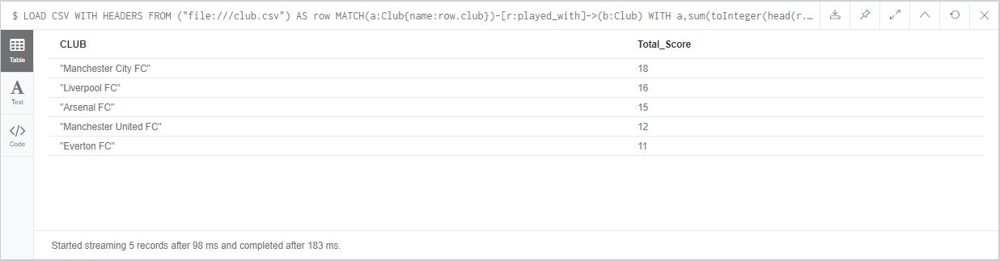 $ LOAD CSV WITH HEADERS FROM ("file:///club.csv") AS row MATCH(a:Club{name:row.club})-[r:played_with]->(b:Club) WITH a,sum(toInteger(head(r.…
CLUB Total_Score
Table
"Manchester City FC" 18
"Liverpool FC" 16
A
Text
"Arsenal FC" 15
"Manchester United FC" 12
</>
Code
"Everton FC" 11
Started streaming 5 records after 98 ms and completed after 183 ms.